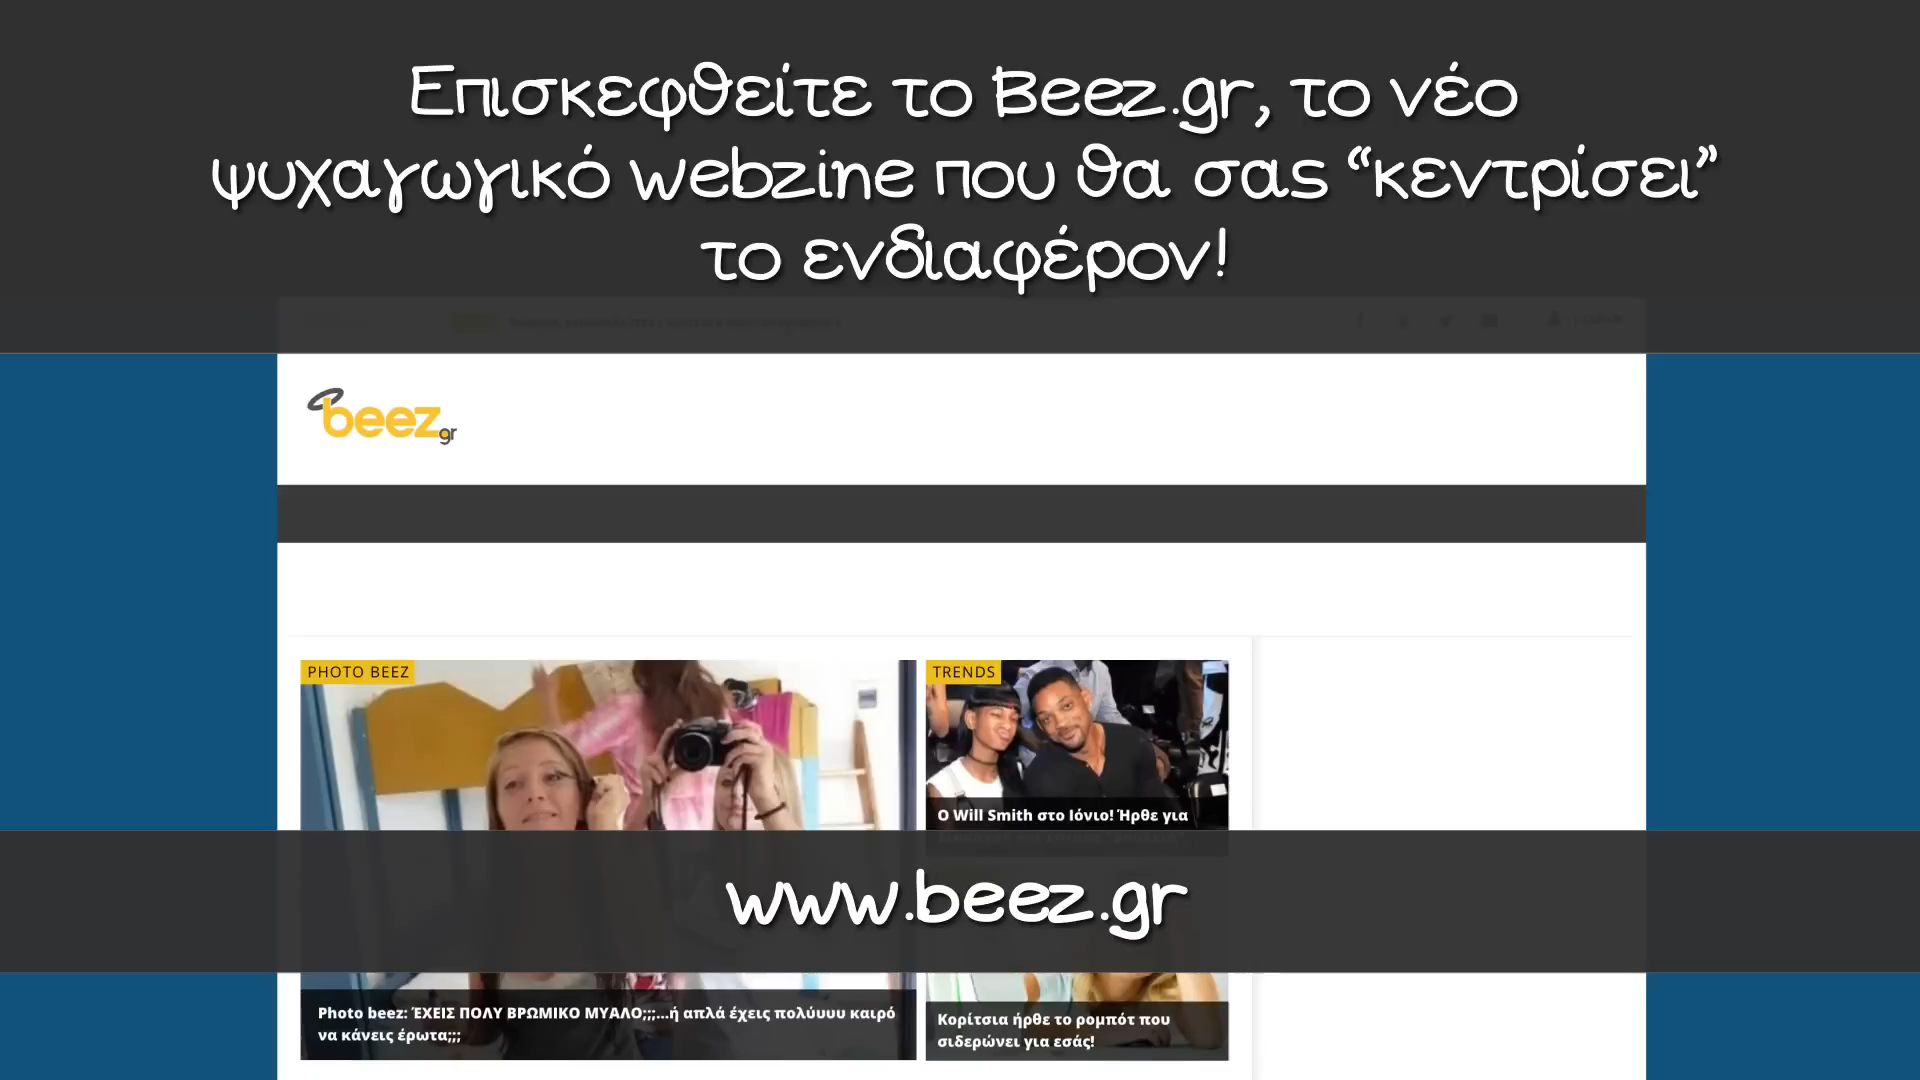 Επισκεφθείτε το Beez.gr, το νέο
ψυχαγωγικό webzine που θα σας “κεντρίσει”
το ενδιαφέρον!
beez gr
PHOTO BEEZ
TRENDS
Ο Will Smith στο Ιόνιο! Ήρθε για
www.beez.gr
Photo beez: ΈΧΕΙΣ ΠΟΛΥ ΒΡΩΜΙΚΟ ΜΥΑΛΟ;;;...ή απλά έχεις πολύυυυ καιρό
να κάνεις έρωτα;;;
Κορίτσια ήρθε το ρομπότ που
σιδερώνει για εσάς!